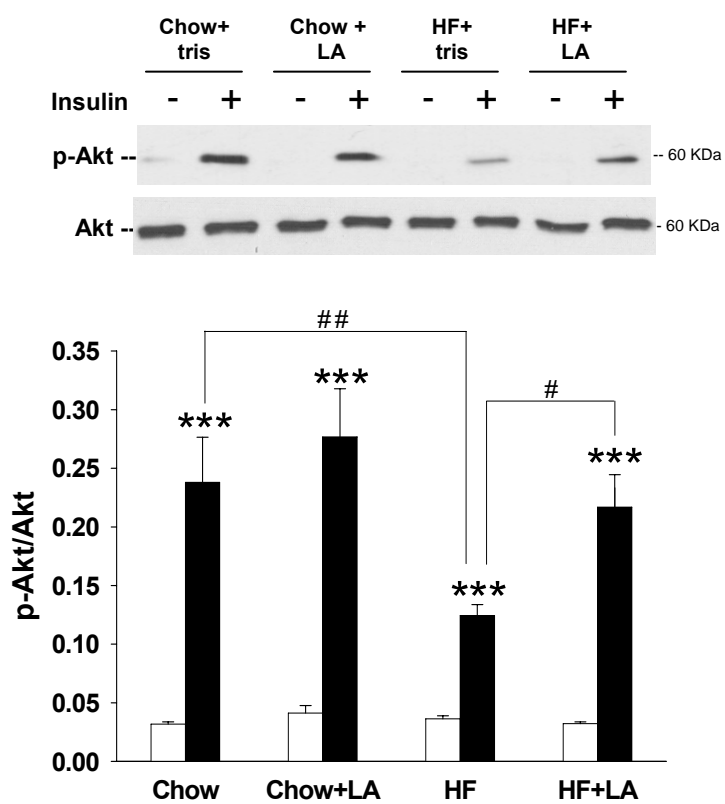 Chow+ Chow + HF+ HF+
tris LA tris LA
Insulin - + - + - + - +
p-Akt -- -- 60 KDa
Akt -- - 60 KDa
##
0.35
***
0.30
#
***
0.25
***
0.20
0.15
***
0.10
0.05
0.00
p-Akt/Akt
Chow Chow+LA HF HF+LA